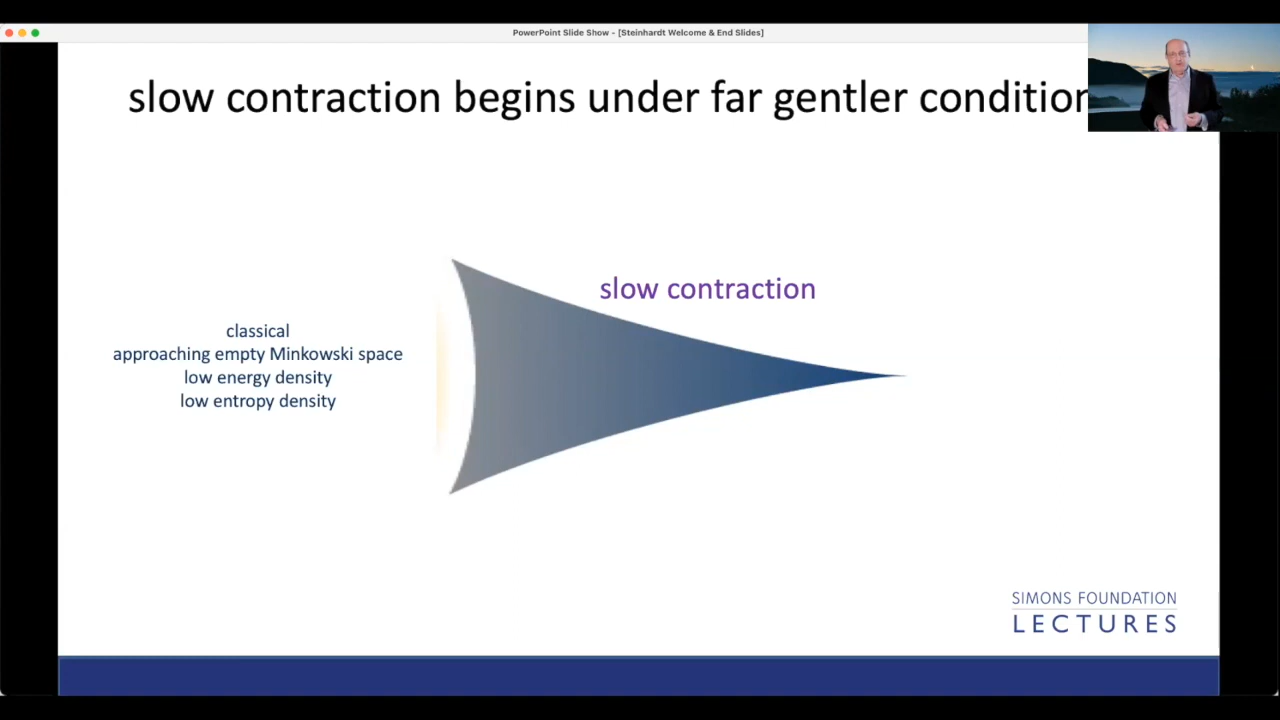 PowerPoint Slide Show - [Steinhardt Welcome & End Slides]
slow contraction begins under far gentler condition
slow contraction
classical
approaching empty Minkowski space
low energy density
low entropy density
SIMONS FOUNDATION
LECTURES